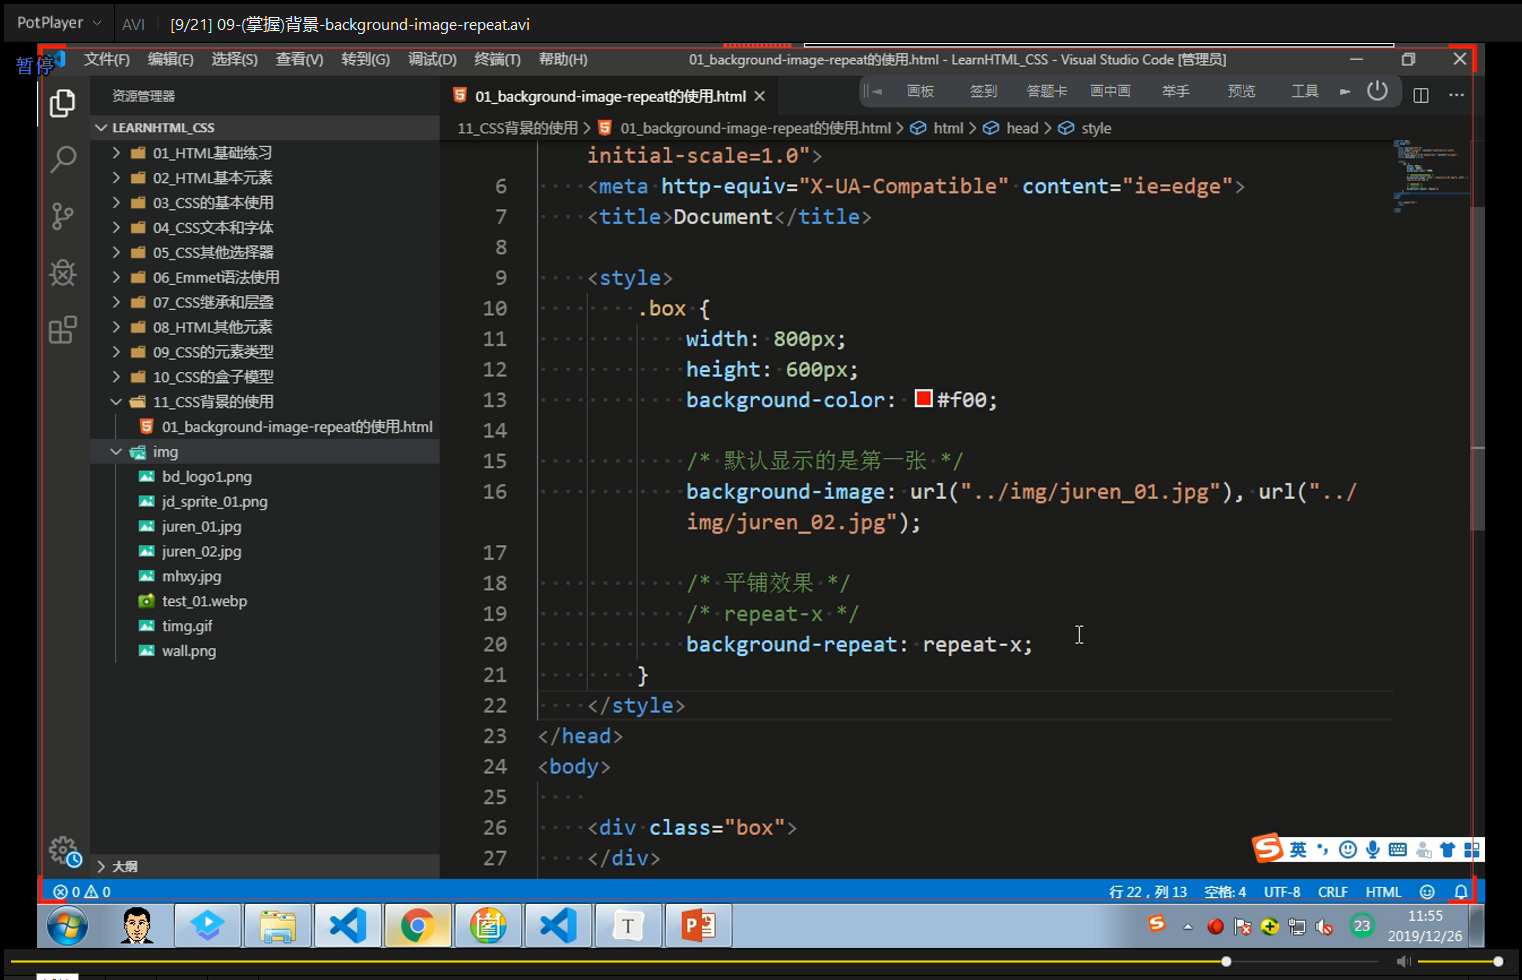 PotPlayer
AVI
[9/21] 09-(掌握)背景-background-image-repeat.avi
暂停
文件(F) 编辑(E) 选择(S) 查看(V) 转到(G) 调试(D) 终端(T) 帮助(H)
01_background-image-repeat的使用.html - LearnHTML_CSS - Visual Studio Code [管理员]
资源管理器
01_background-image-repeat的使用.html
画板 签到 答题卡 画中画 举手 预览 工具
LEARNHTML_CSS
11_CSS背景的使用 > 01_background-image-repeat的使用.html > html > head > style
01_HTML基础练习
02_HTML基本元素
03_CSS的基本使用
04_CSS文本和字体
05_CSS其他选择器
06_Emmet语法使用
07_CSS继承和层叠
08_HTML其他元素
09_CSS的元素类型
10_CSS的盒子模型
11_CSS背景的使用
01_background-image-repeat的使用.html
img
bd_logo1.png
jd_sprite_01.png
juren_01.jpg
juren_02.jpg
mhxy.jpg
test_01.webp
timg.gif
wall.png
大纲
initial-scale=1.0">
6 <meta http-equiv="X-UA-Compatible" content="ie=edge">
7 <title>Document</title>
8
9 <style>
10 .box {
11 width: 800px;
12 height: 600px;
13 background-color: #f00;
14
15 /* 默认显示的是第一张 */
16 background-image: url("../img/juren_01.jpg"), url("../
img/juren_02.jpg");
17
18 /* 平铺效果 */
19 /* repeat-x */
20 background-repeat: repeat-x;
21 }
22 </style>
23 </head>
24 <body>
25
26 <div class="box">
27 </div>
英
0 0
行 22，列 13 空格: 4 UTF-8 CRLF HTML
T
23
11:55
2019/12/26